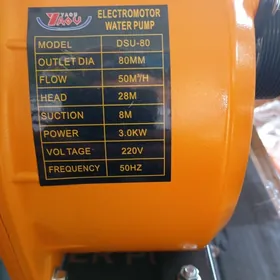 TASU
ELECTROMOTOR
WATER PUMP
MODEL DSU-80
OUTLET DIA 80MM
FLOW 50M³/H
HEAD 28M
SUCTION 8M
POWER 3.0KW
VOLTAGE 220V
FREQUENCY 50HZ